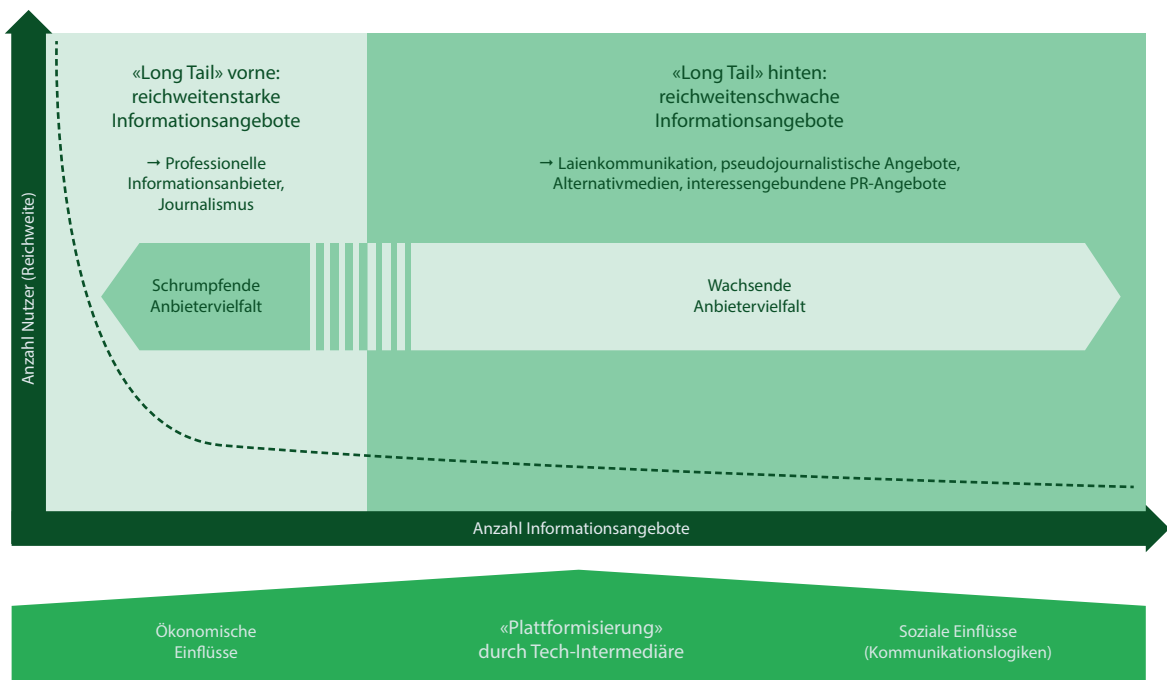 «Long Tail» vorne:
reichweitenstarke
Informationsangebote
→ Professionelle
Informationsanbieter,
Journalismus
«Long Tail» hinten:
reichweitenschwache
Informationsangebote
→ Laienkommunikation, pseudojournalistische Angebote,
Alternativmedien, interessengebundene PR-Angebote
Anzahl Nutzer (Reichweite)
Schrumpfende
Anbietervielfalt
Wachsende
Anbietervielfalt
Anzahl Informationsangebote
Ökonomische
Einflüsse
«Plattformisierung»
durch Tech-Intermediäre
Soziale Einflüsse
(Kommunikationslogiken)